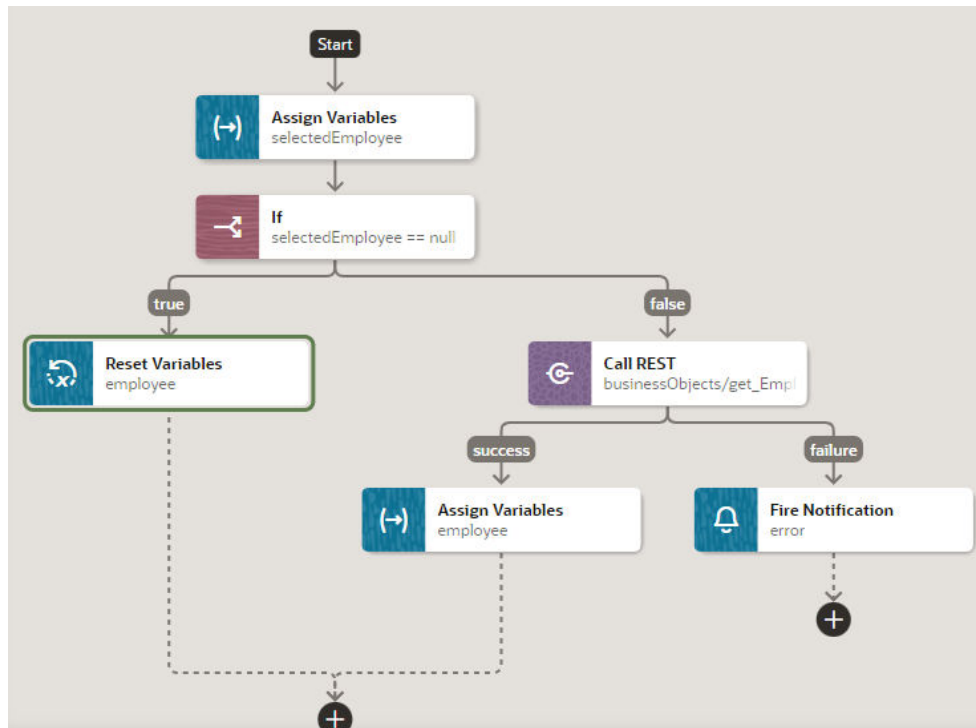 Start
Assign Variables
selectedEmployee
If
selectedEmployee == null
true
false
Reset Variables
employee
Call REST
businessObjects/get_Empl
success
failure
Assign Variables
employee
Fire Notification
error